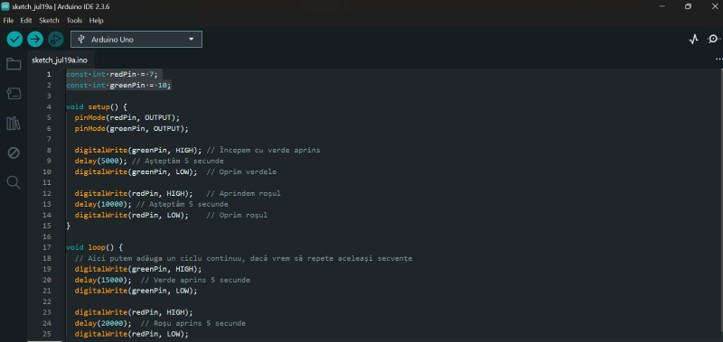 sketch_jul19a | Arduino IDE 2.3.6
File Edit Sketch Tools Help
Arduino Uno
sketch_jul19a.ino
1 const int redPin = 7;
2 const int greenPin = 10;
3
4 void setup() {
5 pinMode(redPin, OUTPUT);
6 pinMode(greenPin, OUTPUT);
7
8 digitalWrite(greenPin, HIGH); // Începem cu verde aprins
9 delay(5000); // Așteptăm 5 secunde
10 digitalWrite(greenPin, LOW); // Oprim verdele
11
12 digitalWrite(redPin, HIGH); // Aprindem roșul
13 delay(10000); // Așteptăm 5 secunde
14 digitalWrite(redPin, LOW); // Oprim roșul
15 }
16
17 void loop() {
18 // Aici putem adăuga un ciclu continuu, dacă vrem să repete aceleași secvențe
19 digitalWrite(greenPin, HIGH);
20 delay(15000); // Verde aprins 5 secunde
21 digitalWrite(greenPin, LOW);
22
23 digitalWrite(redPin, HIGH);
24 delay(20000); // Roșu aprins 5 secunde
25 digitalWrite(redPin, LOW);